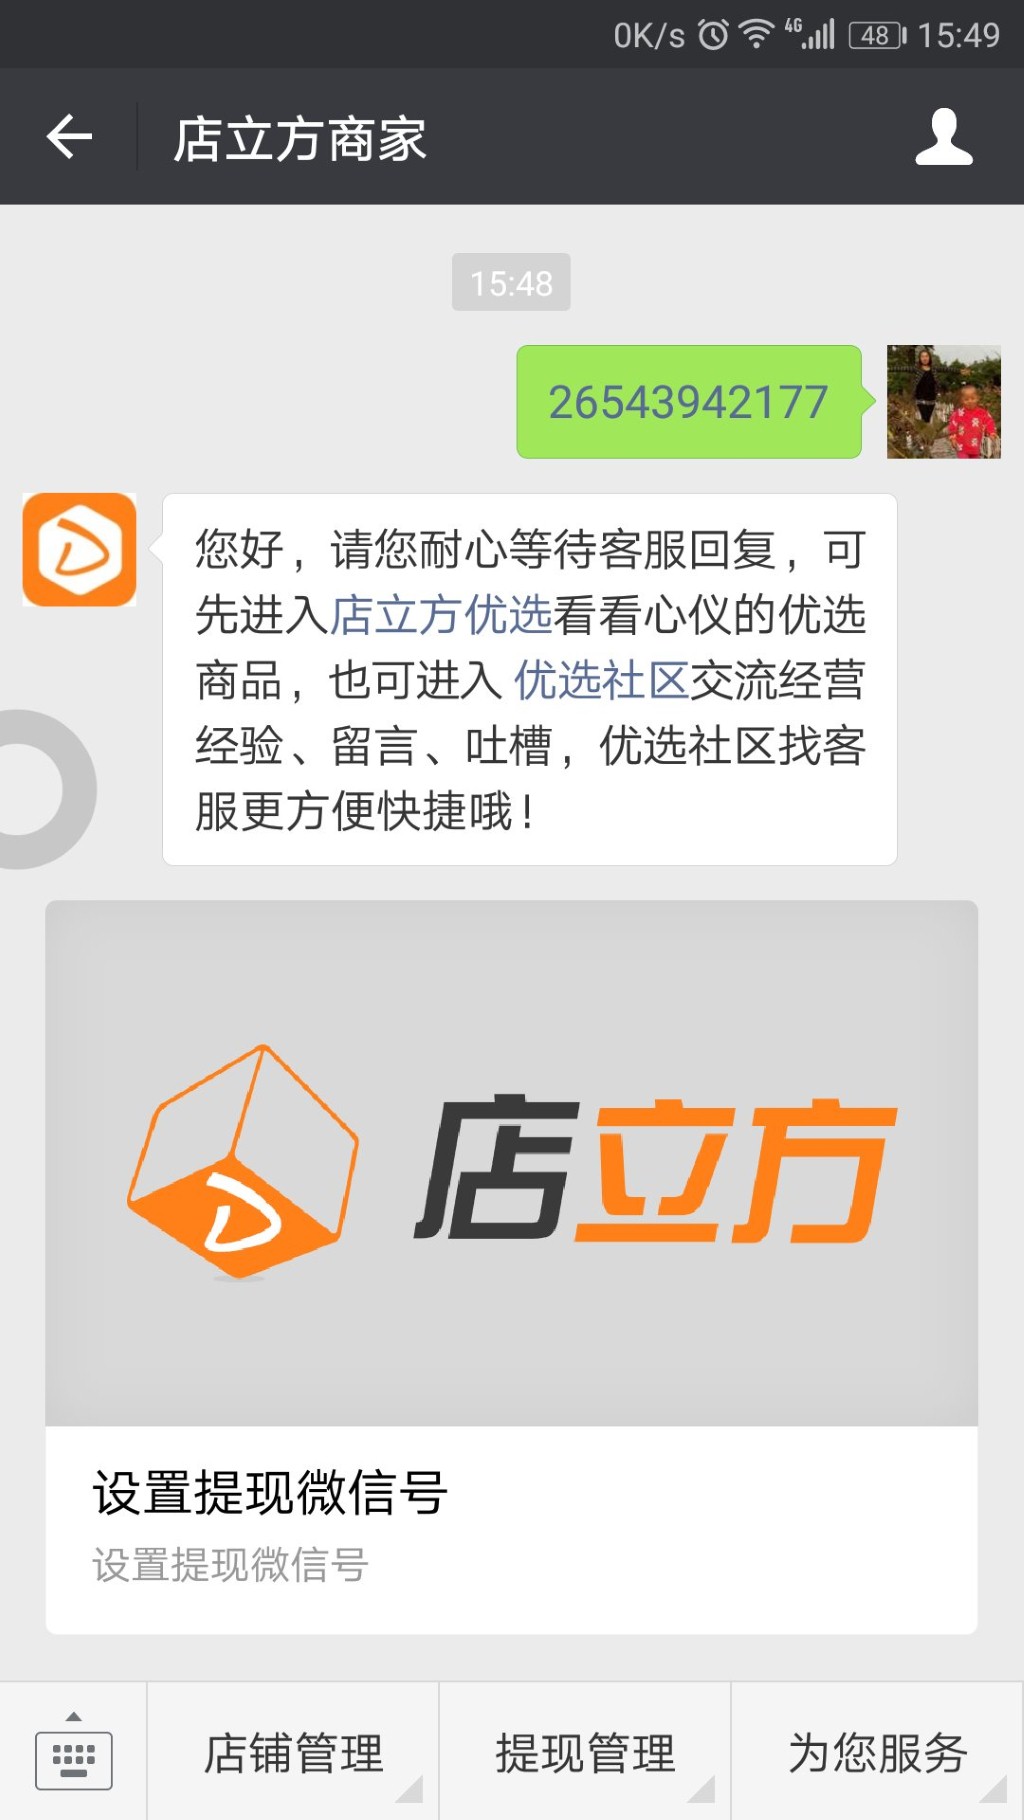 0K/s 4G 48 15:49
店立方商家
15:48
26543942177
您好，请您耐心等待客服回复，可
先进入店立方优选看看心仪的优选
商品，也可进入 优选社区交流经营
经验、留言、吐槽，优选社区找客
服更方便快捷哦！
店立方
设置提现微信号
设置提现微信号
店铺管理 提现管理 为您服务